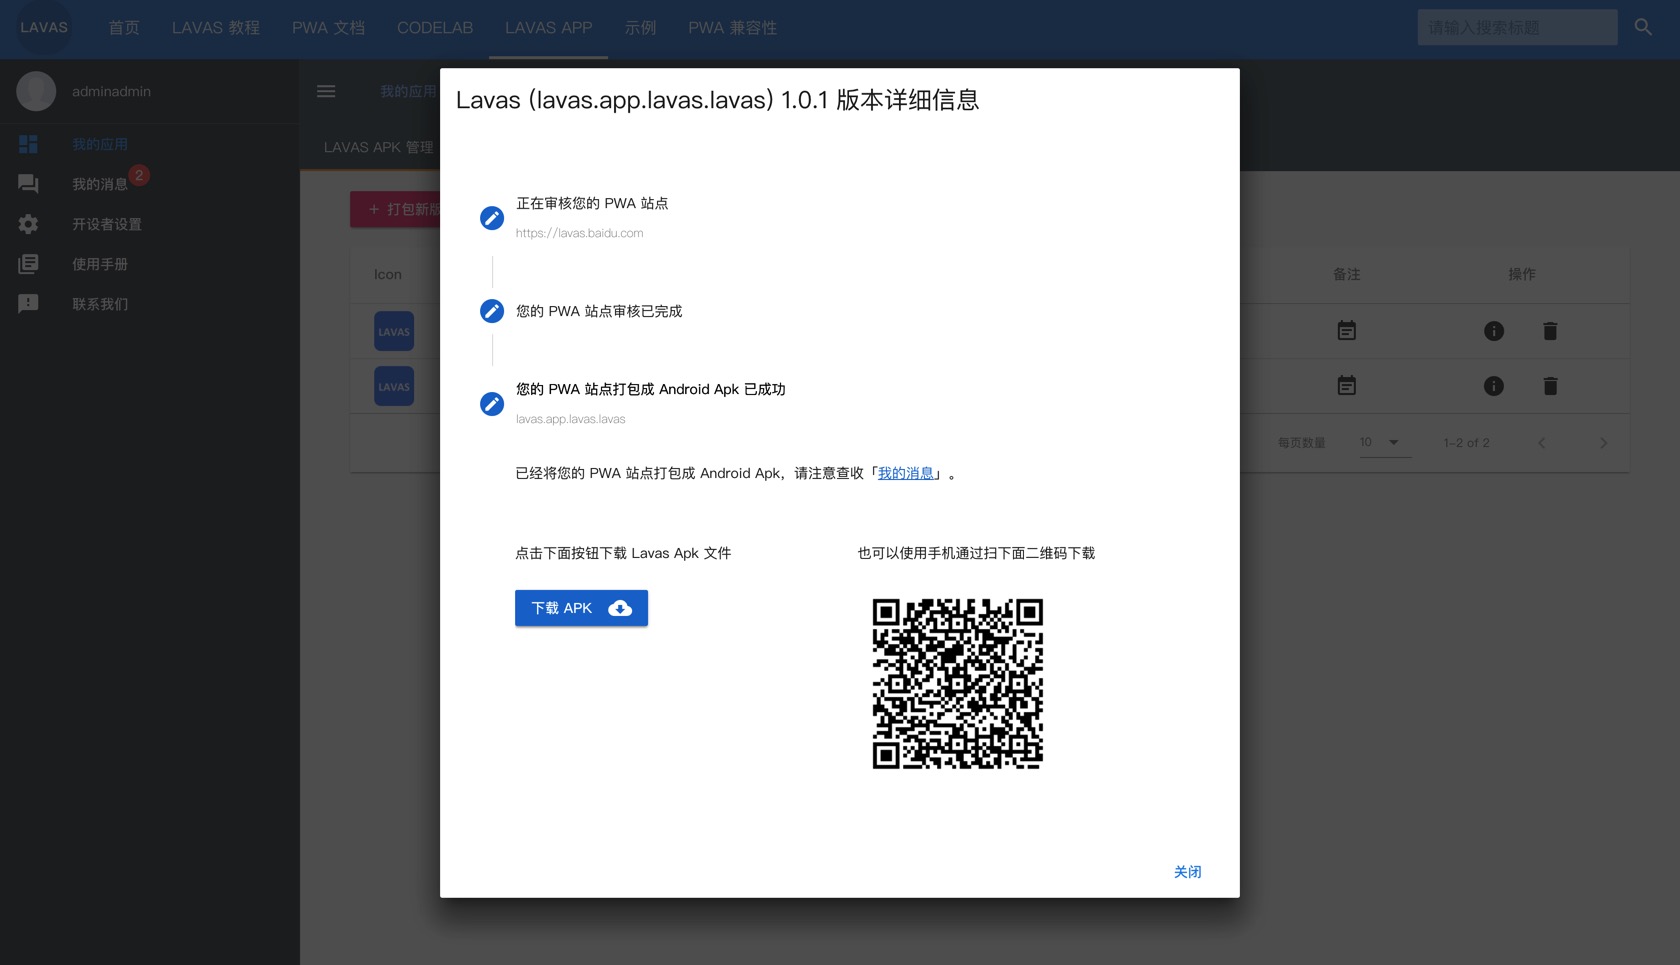 LAVAS
首页
LAVAS 教程
PWA 文档
CODELAB
LAVAS APP
示例
PWA 兼容性
请输入搜索标题
adminadmin
我的应用
我的消息
2
开发者设置
使用手册
联系我们
我的应用
LAVAS APK 管理
+ 打包新版
Icon
备注
操作
LAVAS
LAVAS
每页数量
10
1-2 of 2
Lavas (lavas.app.lavas.lavas) 1.0.1 版本详细信息
正在审核您的 PWA 站点
https://lavas.baidu.com
您的 PWA 站点审核已完成
您的 PWA 站点打包成 Android Apk 已成功
lavas.app.lavas.lavas
已经将您的 PWA 站点打包成 Android Apk，请注意查收「我的消息」。
点击下面按钮下载 Lavas Apk 文件
也可以使用手机通过扫下面二维码下载
下载 APK
关闭